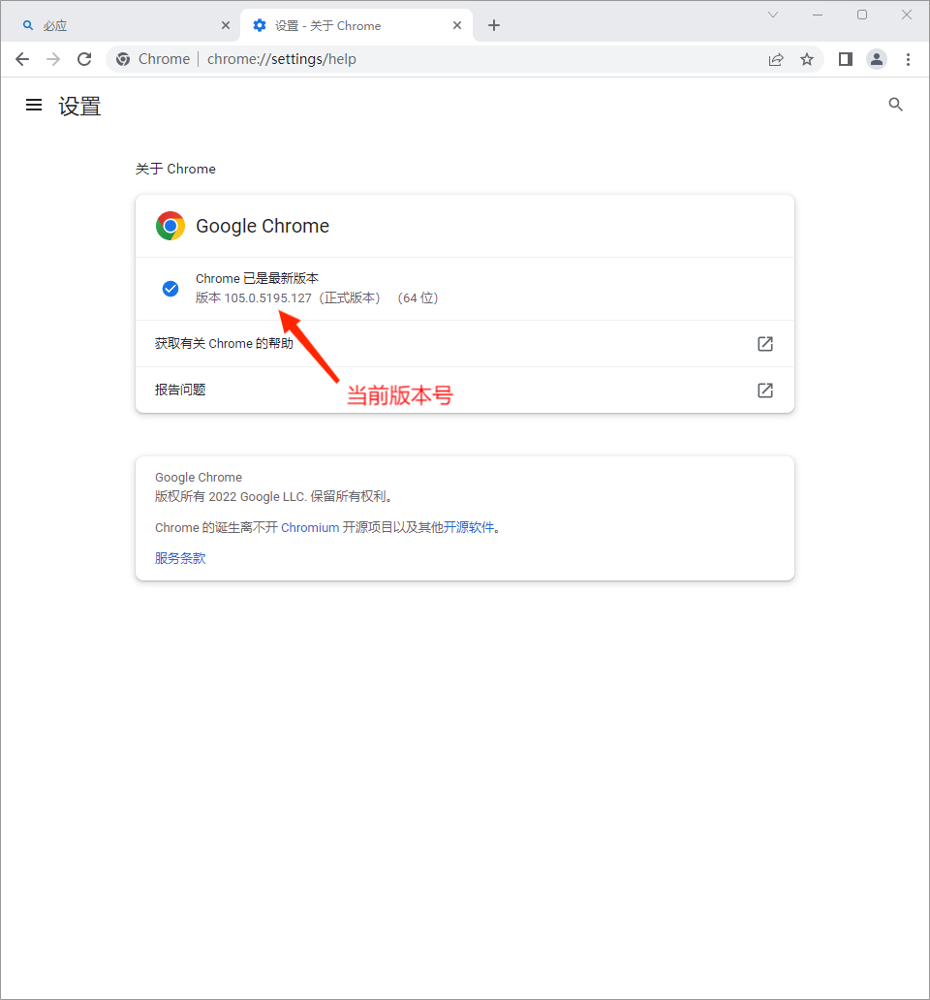 必应
设置 - 关于 Chrome
Chrome | chrome://settings/help
设置
关于 Chrome
Google Chrome
Chrome 已是最新版本
版本 105.0.5195.127（正式版本） （64 位）
获取有关 Chrome 的帮助
当前版本号
报告问题
Google Chrome
版权所有 2022 Google LLC. 保留所有权利。
Chrome 的诞生离不开 Chromium 开源项目以及其他开源软件。
服务条款